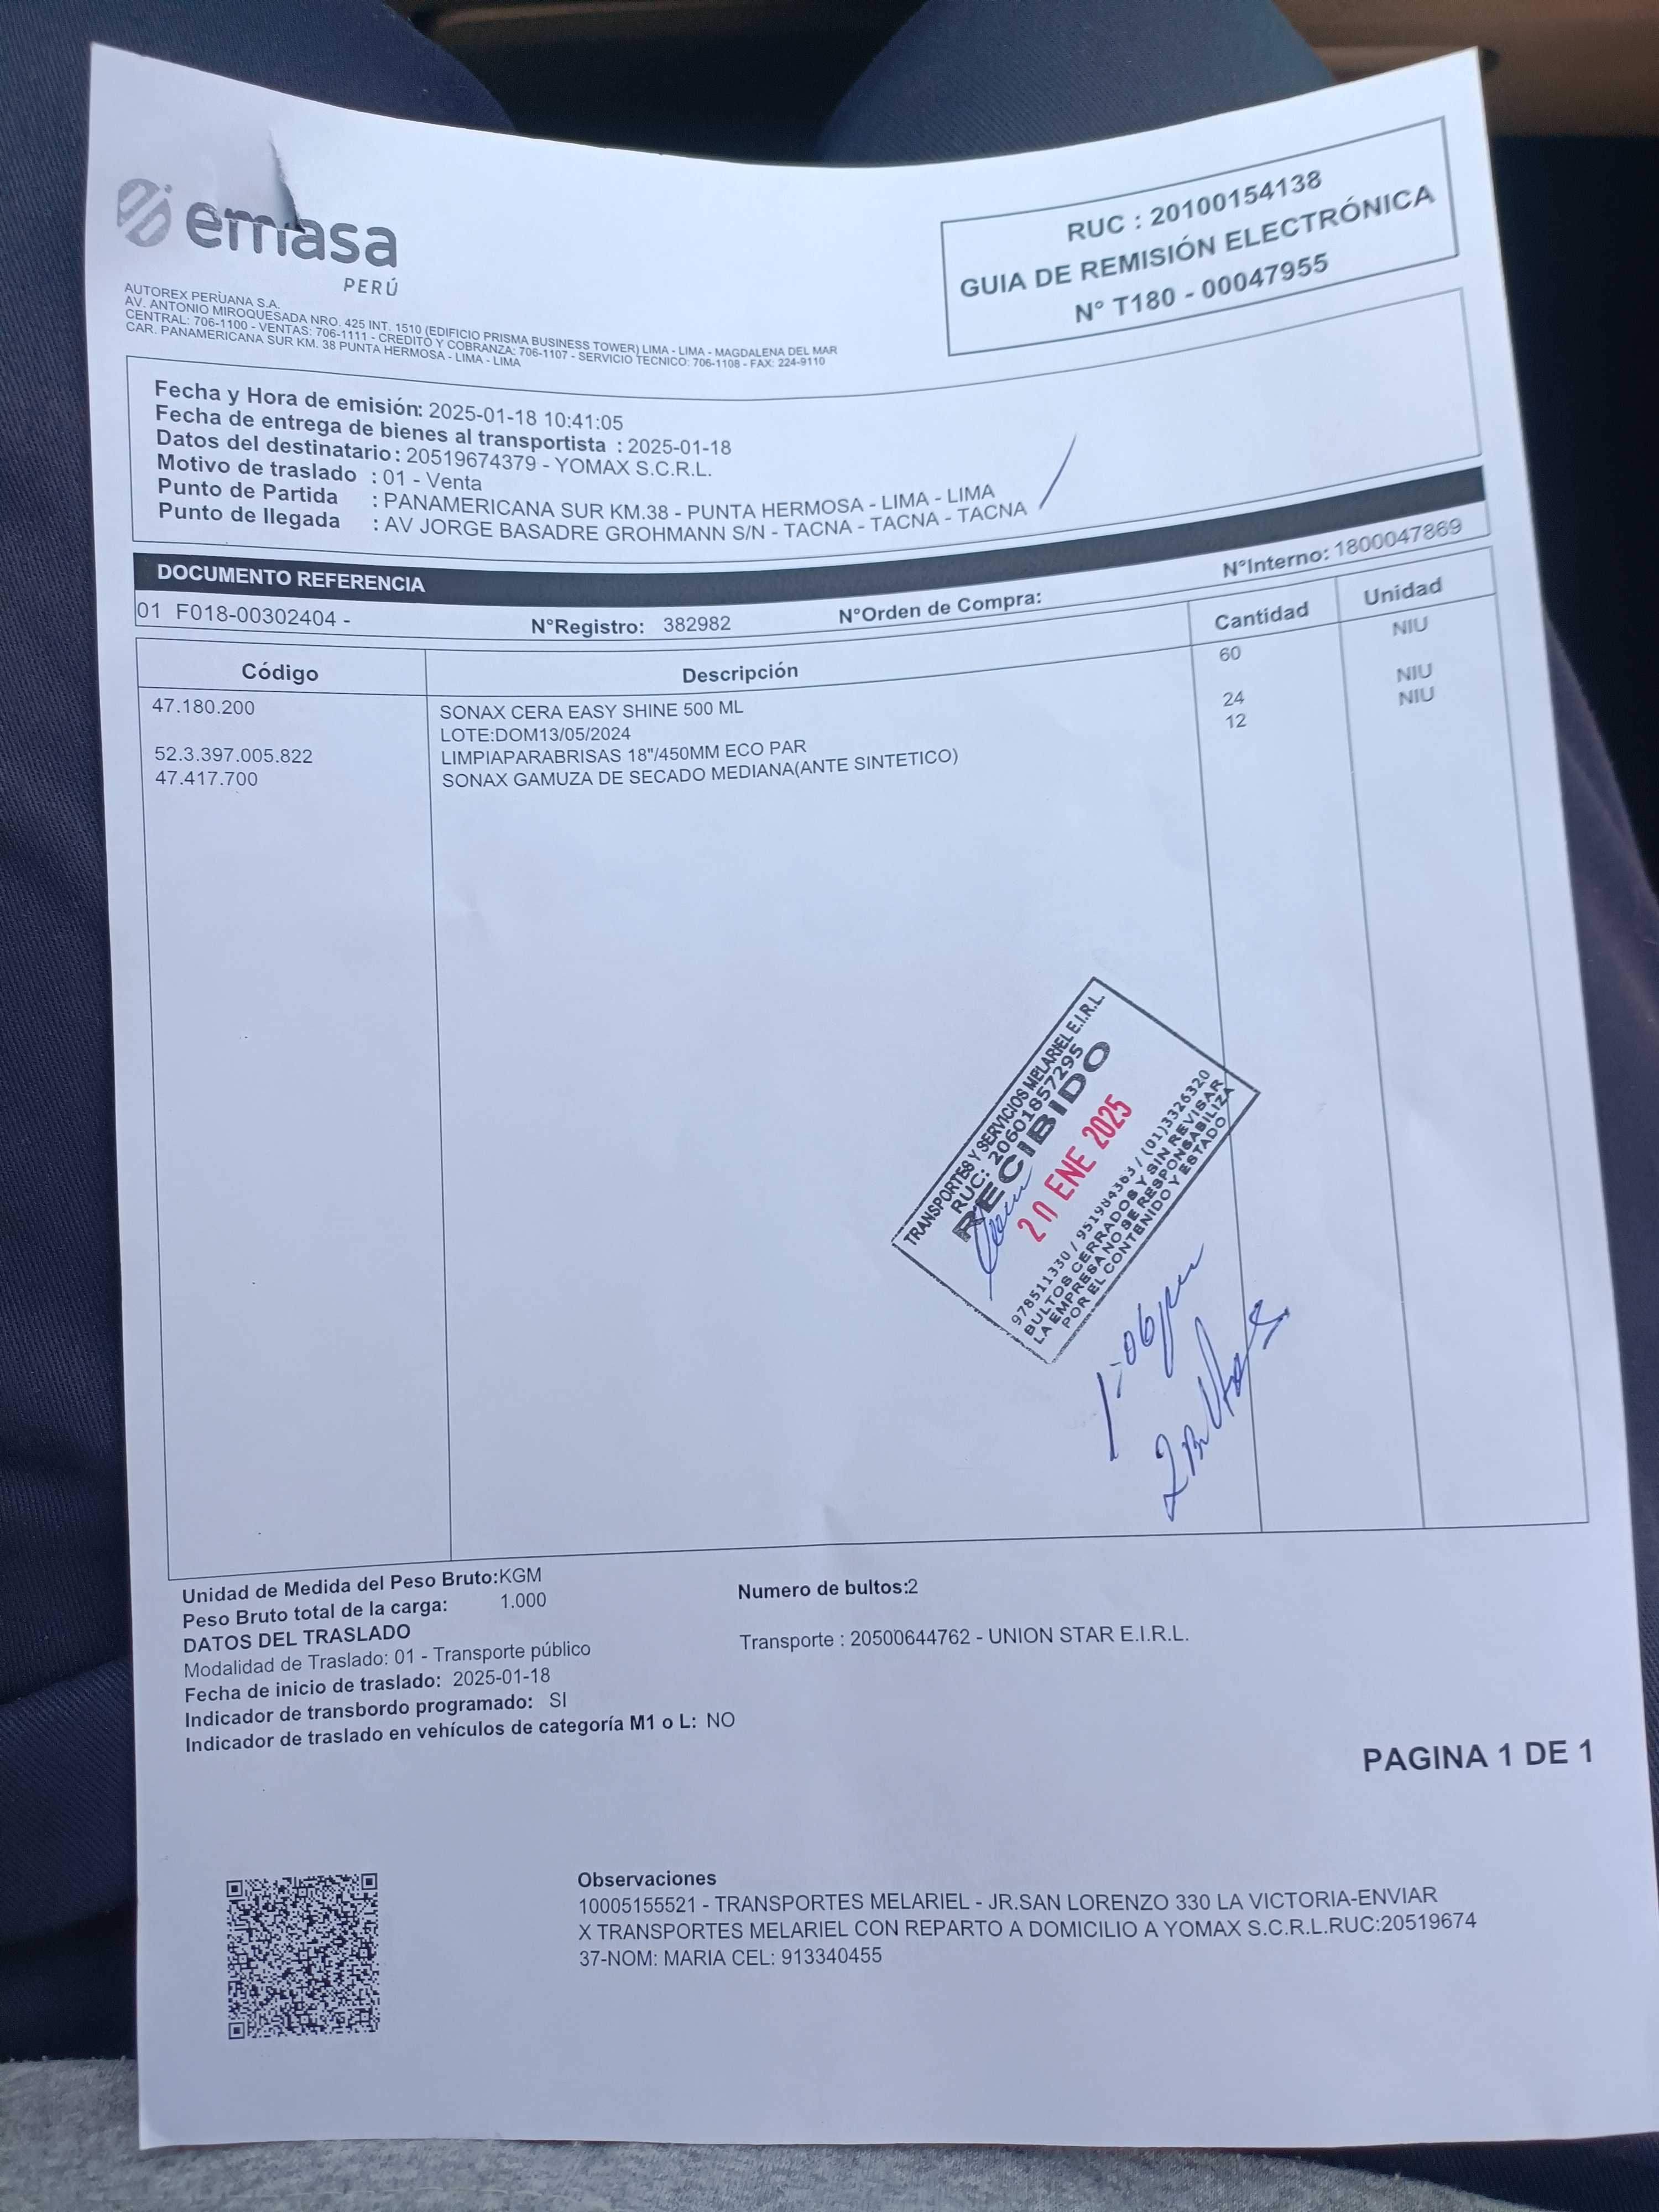 emasa
PERÚ
AUTOREX PERUANA S.A.
AV. ANTONIO MIROQUESADA NRO. 425 INT. 1510 (EDIFICIO PRISMA BUSINESS TOWER) LIMA - LIMA - MAGDALENA DEL MAR
CENTRAL: 706-1100 - VENTAS: 706-1111 - CREDITO Y COBRANZA: 706-1107 - SERVICIO TECNICO: 706-1108 - FAX: 224-9110
CAR. PANAMERICANA SUR KM. 38 PUNTA HERMOSA - LIMA - LIMA
RUC : 20100154138
GUIA DE REMISIÓN ELECTRÓNICA
N° T180 - 00047955
Fecha y Hora de emisión: 2025-01-18 10:41:05
Fecha de entrega de bienes al transportista : 2025-01-18
Datos del destinatario: 20519674379 - YOMAX S.C.R.L.
Motivo de traslado : 01 - Venta
Punto de Partida : PANAMERICANA SUR KM.38 - PUNTA HERMOSA - LIMA - LIMA
Punto de llegada : AV JORGE BASADRE GROHMANN S/N - TACNA - TACNA - TACNA
DOCUMENTO REFERENCIA
01 F018-00302404 - N°Registro: 382982 N°Orden de Compra: N°Interno: 1800047869
Código Descripción Cantidad Unidad
47.180.200 SONAX CERA EASY SHINE 500 ML 60 NIU
LOTE:DOM13/05/2024
52.3.397.005.822 LIMPIAPARABRISAS 18"/450MM ECO PAR 24 NIU
47.417.700 SONAX GAMUZA DE SECADO MEDIANA(ANTE SINTETICO) 12 NIU
TRANSPORTES Y SERVICIOS MELARIEL E.I.R.L.
RUC: 20601857295
RECIBIDO
20 ENE 2025
978511330 / 951984363 / (01)3326320
BULTOS CERRADOS Y SIN REVISAR
LA EMPRESA NO SE RESPONSABILIZA
POR EL CONTENIDO Y ESTADO
1:06pm
2 Bultos
Unidad de Medida del Peso Bruto:KGM
Peso Bruto total de la carga: 1.000
Numero de bultos:2
DATOS DEL TRASLADO
Modalidad de Traslado: 01 - Transporte público
Transporte : 20500644762 - UNION STAR E.I.R.L.
Fecha de inicio de traslado: 2025-01-18
Indicador de transbordo programado: SI
Indicador de traslado en vehículos de categoría M1 o L: NO
PAGINA 1 DE 1
Observaciones
10005155521 - TRANSPORTES MELARIEL - JR.SAN LORENZO 330 LA VICTORIA-ENVIAR
X TRANSPORTES MELARIEL CON REPARTO A DOMICILIO A YOMAX S.C.R.L.RUC:20519674
37-NOM: MARIA CEL: 913340455